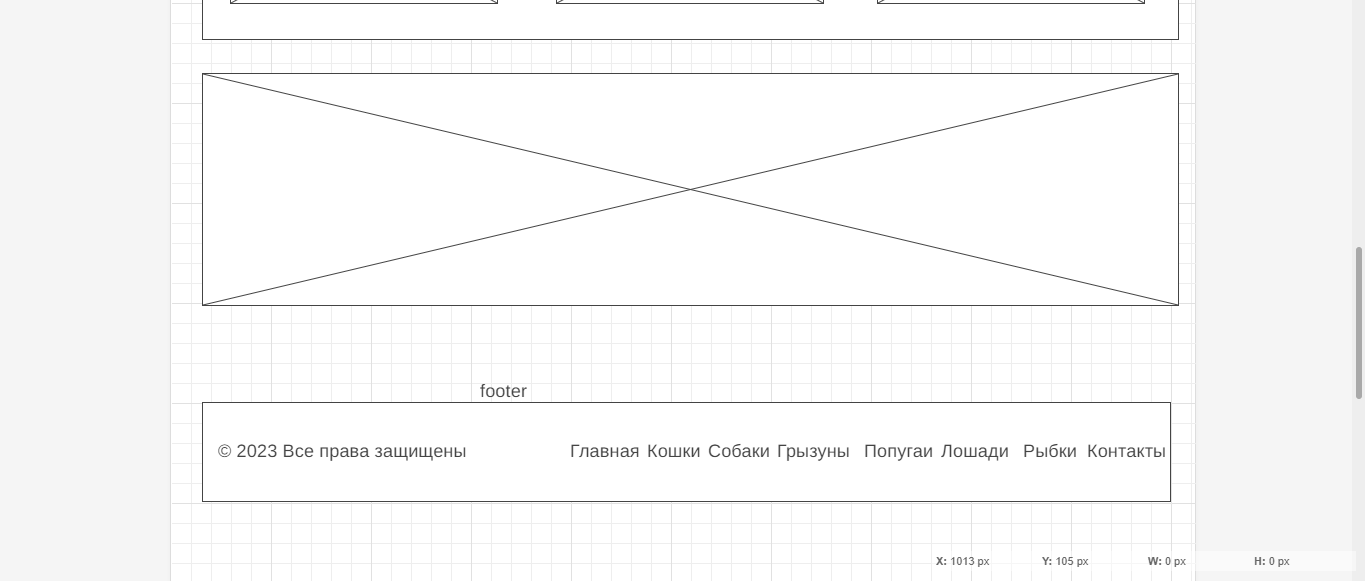 footer
© 2023 Все права защищены Главная Кошки Собаки Грызуны Попугаи Лошади Рыбки Контакты
X: 1013 px Y: 105 px W: 0 px H: 0 px